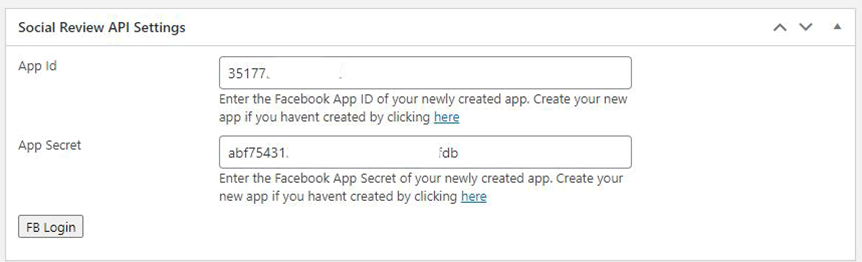 Social Review API Settings
App Id
35177.
Enter the Facebook App ID of your newly created app. Create your new
app if you havent created by clicking here
App Secret
abf75431. fdb
Enter the Facebook App Secret of your newly created app. Create your
new app if you havent created by clicking here
FB Login